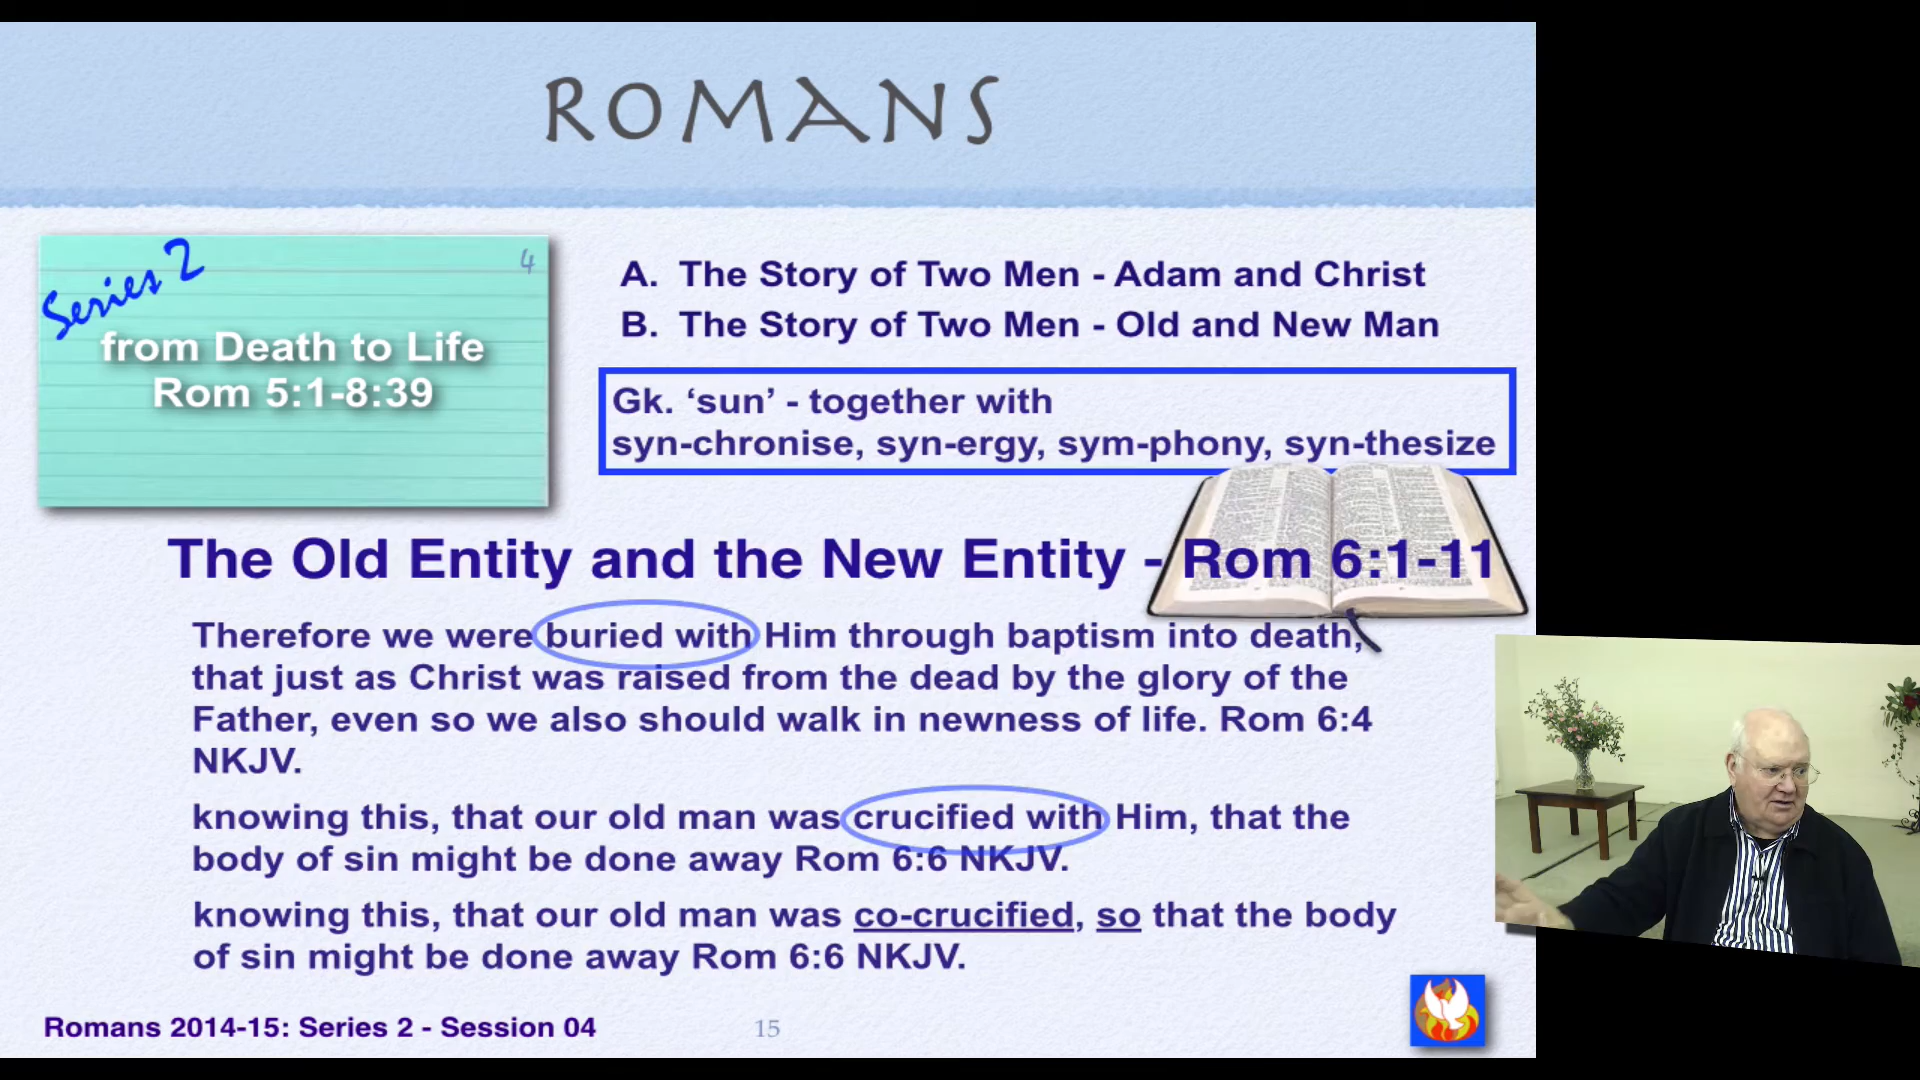 ROMANS
Series 2
4
from Death to Life
Rom 5:1-8:39
A. The Story of Two Men - Adam and Christ
B. The Story of Two Men - Old and New Man
Gk. ‘sun’ - together with
syn-chronise, syn-ergy, sym-phony, syn-thesize
The Old Entity and the New Entity - Rom 6:1-11
Therefore we were buried with Him through baptism into death,
that just as Christ was raised from the dead by the glory of the
Father, even so we also should walk in newness of life. Rom 6:4
NKJV.
knowing this, that our old man was crucified with Him, that the
body of sin might be done away Rom 6:6 NKJV.
knowing this, that our old man was co-crucified, so that the body
of sin might be done away Rom 6:6 NKJV.
Romans 2014-15: Series 2 - Session 04
15